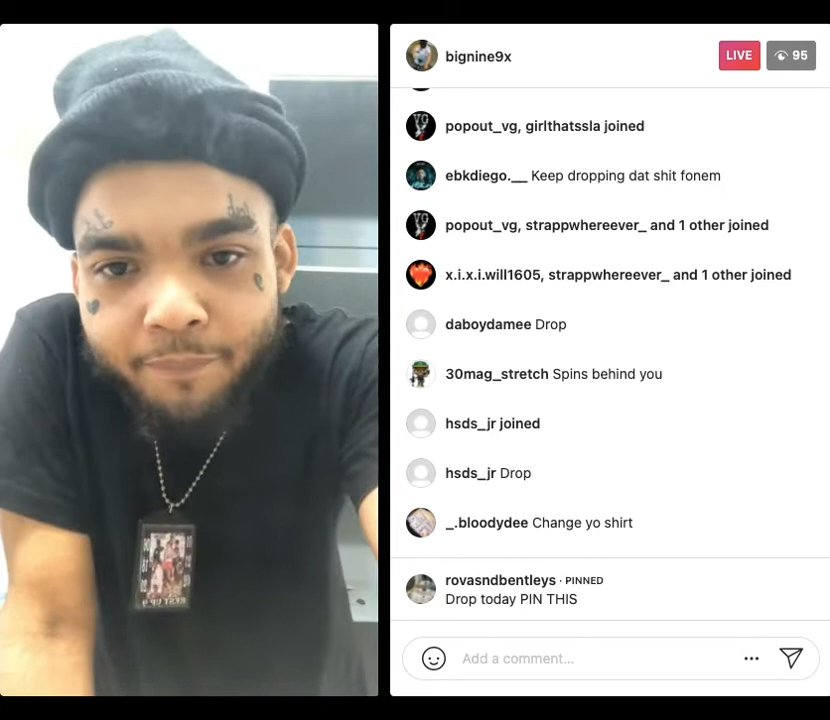 bignine9x
LIVE
95
popout_vg, girlthatssla joined
ebkdiego.__ Keep dropping dat shit fonem
popout_vg, strappwhereever_ and 1 other joined
x.i.x.i.will1605, strappwhereever_ and 1 other joined
daboydamee Drop
30mag_stretch Spins behind you
hsds_jr joined
hsds_jr Drop
_.bloodydee Change yo shirt
rovasndbentleys · PINNED
Drop today PIN THIS
Add a comment...
VG
VG